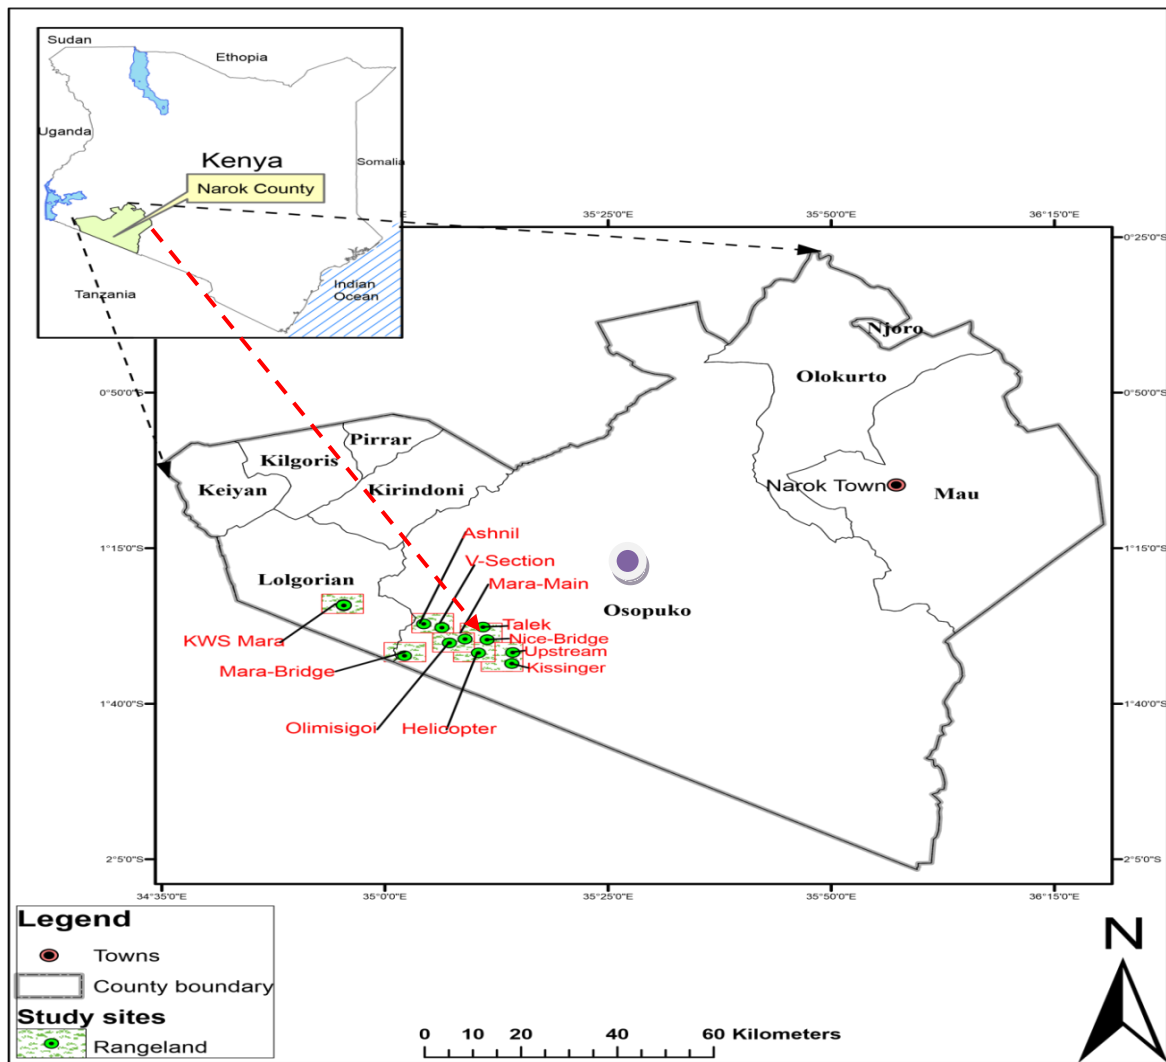 Sudan
Ethopia
Uganda
Kenya
Somalia
Narok County
Tanzania
Indian
Ocean
E
35°25'0"E
35°50'0"E
36°15'0"E
0°25'0"S
Njoro
Olokurto
0°50'0"S
0°50'0"S
Pirrar
Kilgoris
Keiyan
Kirindoni
Narok Town
Mau
Ashnil
1°15'0"S
1°15'0"S
V-Section
Lolgorian
Mara-Main
Osopuko
Talek
KWS Mara
Nice-Bridge
Upstream
Mara-Bridge
Kissinger
1°40'0"S
1°40'0"S
Olimisigoi
Helicopter
2°5'0"S
2°5'0"S
34°35'0"E
35°0'0"E
35°25'0"E
35°50'0"E
36°15'0"E
Legend
Towns
County boundary
Study sites
Rangeland
N
0 10 20 40 60 Kilometers